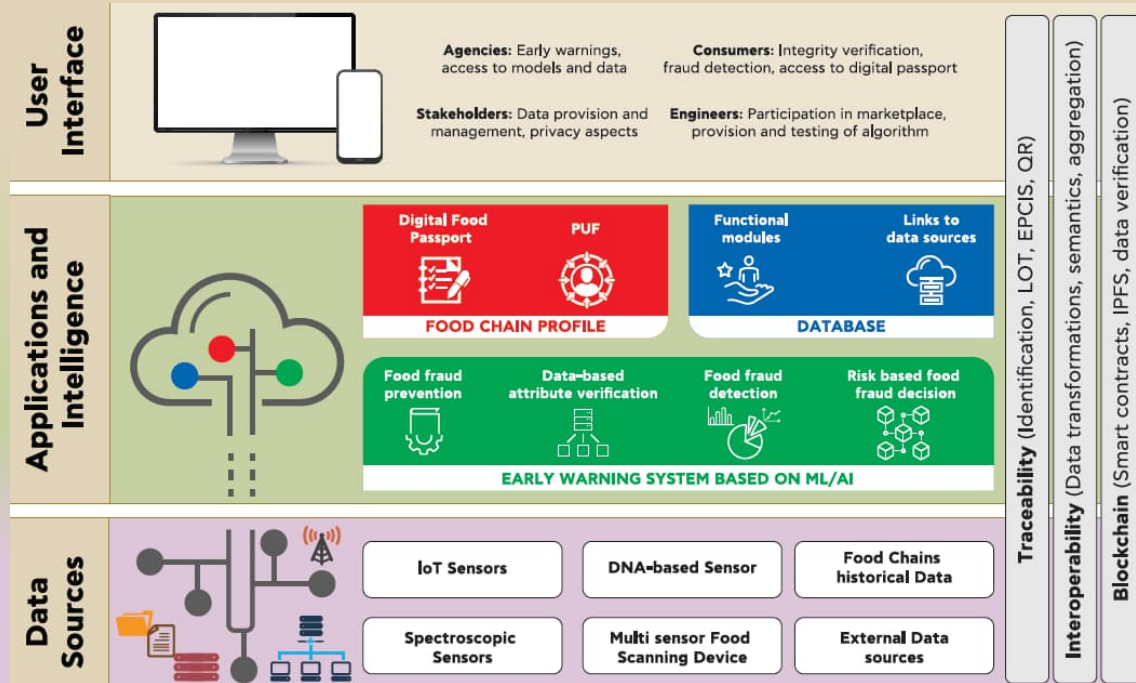 User
Interface
Agencies: Early warnings,
access to models and data
Consumers: Integrity verification,
fraud detection, access to digital passport
Stakeholders: Data provision and
management, privacy aspects
Engineers: Participation in marketplace,
provision and testing of algorithm
Applications and
Intelligence
Digital Food
Passport
PUF
FOOD CHAIN PROFILE
Functional
modules
Links to
data sources
DATABASE
Food fraud
prevention
Data-based
attribute verification
Food fraud
detection
Risk based food
fraud decision
EARLY WARNING SYSTEM BASED ON ML/AI
Data
Sources
IoT Sensors
DNA-based Sensor
Food Chains
historical Data
Spectroscopic
Sensors
Multi sensor Food
Scanning Device
External Data
sources
Traceability (Identification, LOT, EPCIS, QR)
Interoperability (Data transformations, semantics, aggregation)
Blockchain (Smart contracts, IPFS, data verification)